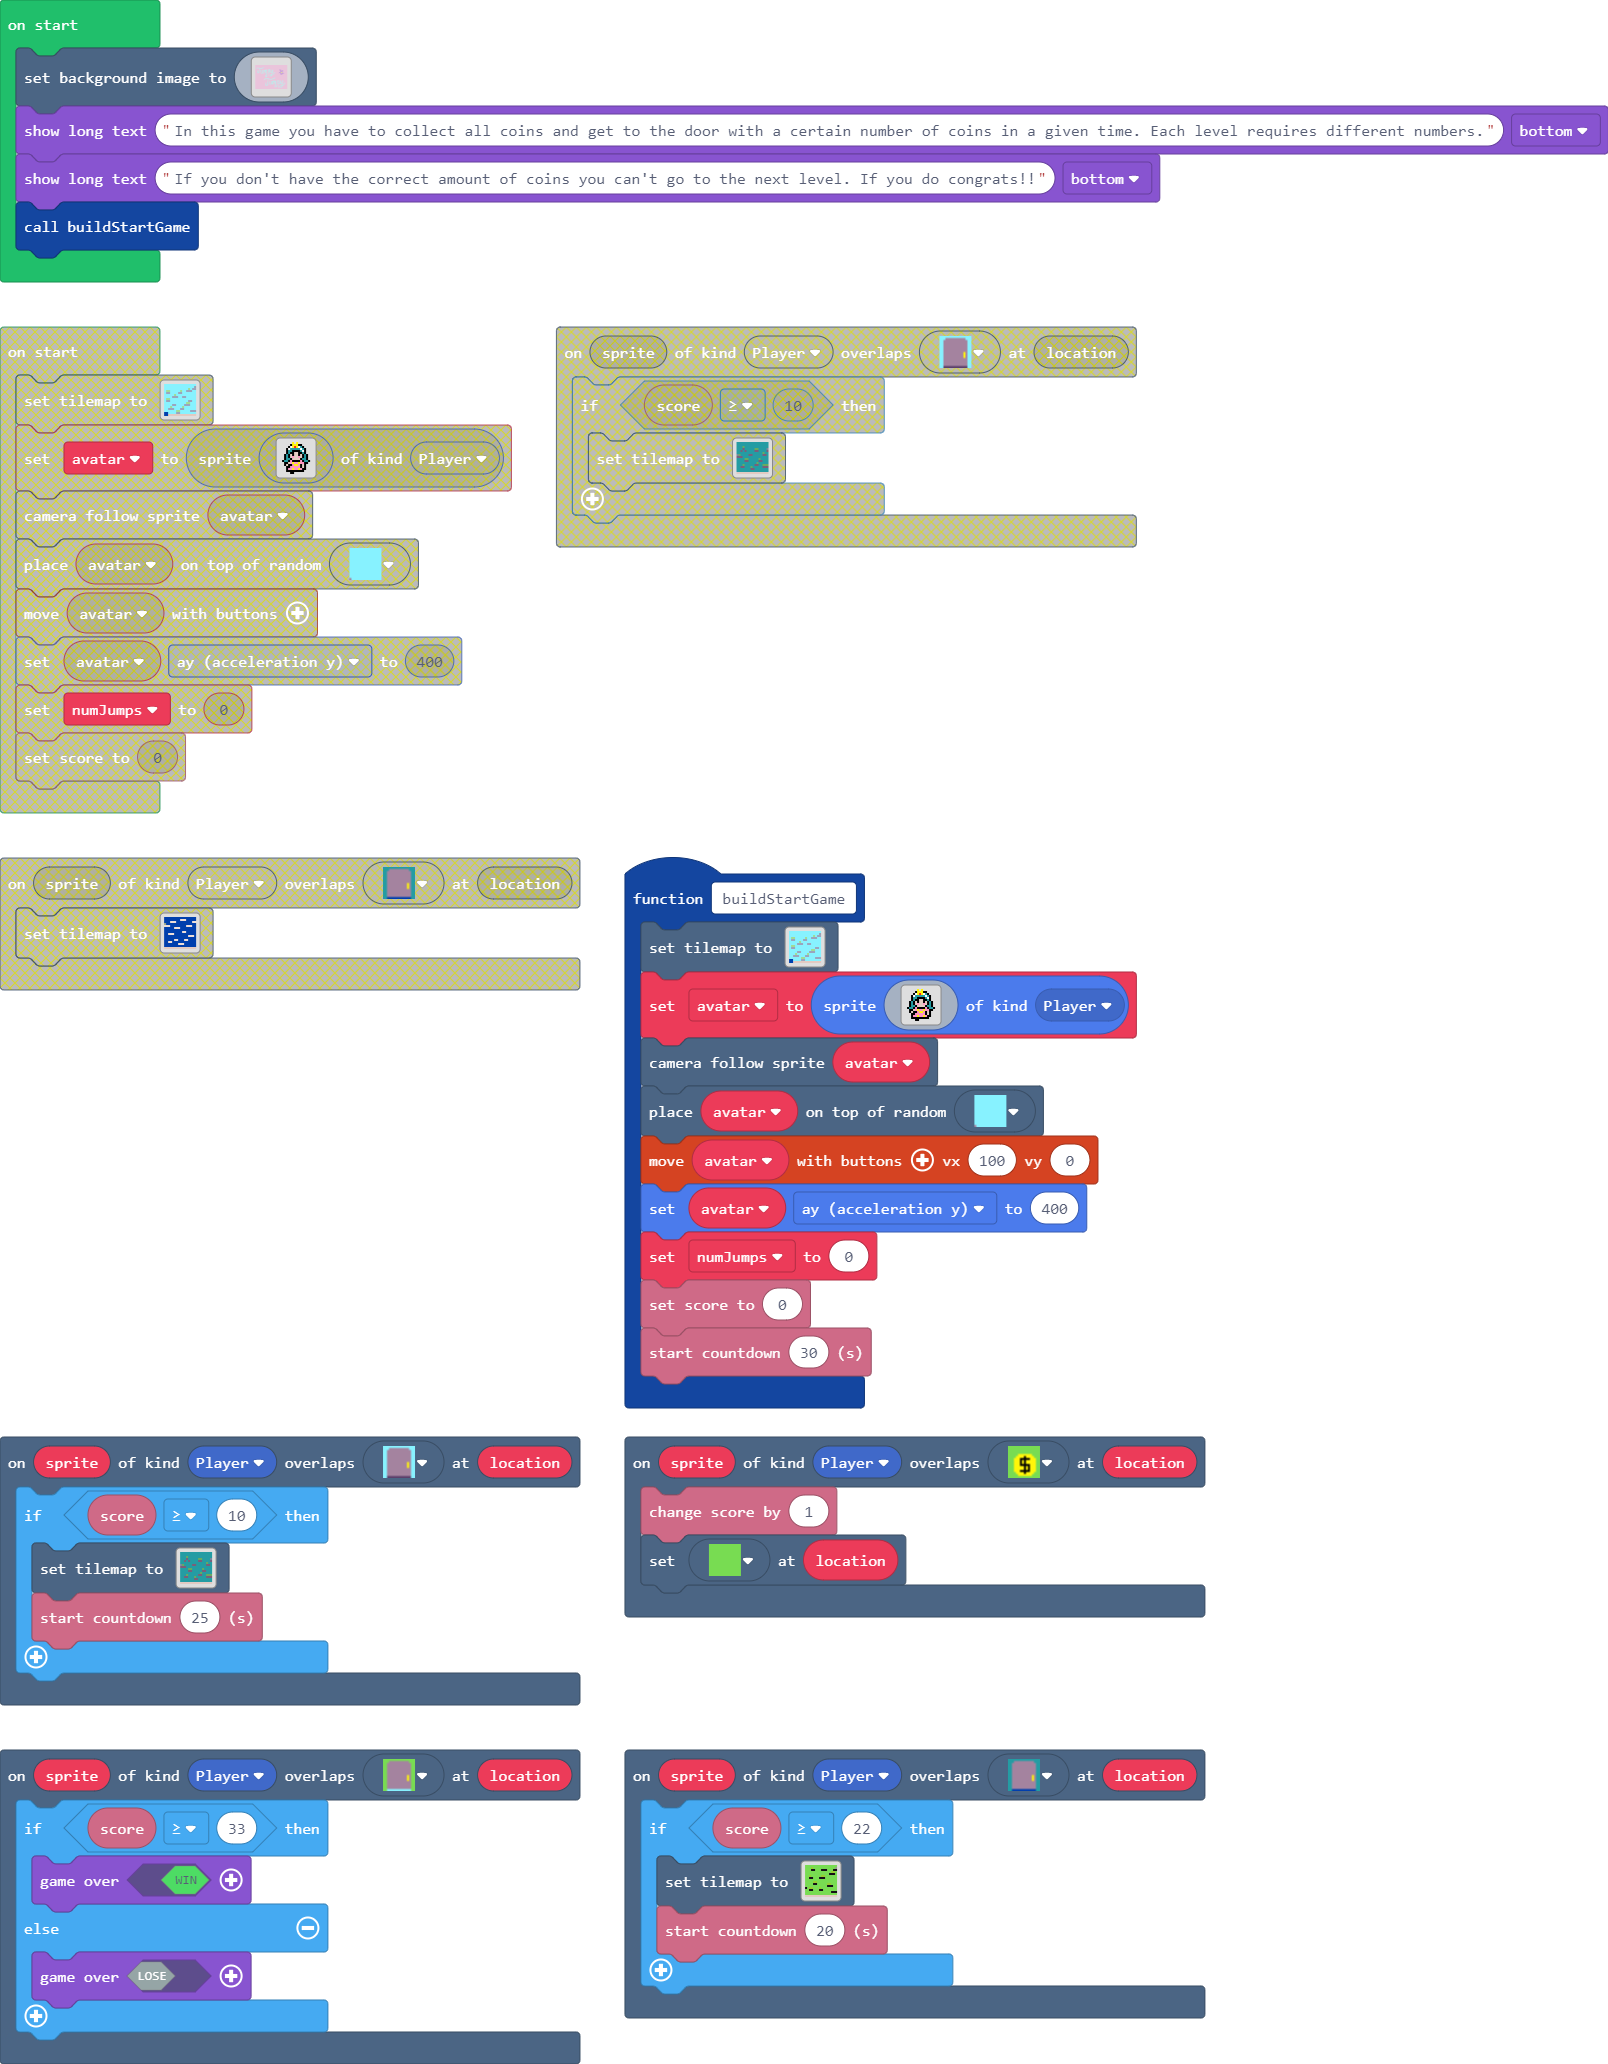 on start
set background image to
show long text "In this game you have to collect all coins and get to the door with a certain number of coins in a given time. Each level requires different numbers." bottom
show long text "If you don't have the correct amount of coins you can't go to the next level. If you do congrats!!" bottom
call buildStartGame
on start
set tilemap to
set avatar to sprite of kind Player
camera follow sprite avatar
place avatar on top of random
move avatar with buttons
set avatar ay (acceleration y) to 400
set numJumps to 0
set score to 0
on sprite of kind Player overlaps at location
if score ≥ 10 then
set tilemap to
on sprite of kind Player overlaps at location
set tilemap to
function buildStartGame
set tilemap to
set avatar to sprite of kind Player
camera follow sprite avatar
place avatar on top of random
move avatar with buttons vx 100 vy 0
set avatar ay (acceleration y) to 400
set numJumps to 0
set score to 0
start countdown 30 (s)
on sprite of kind Player overlaps at location
if score ≥ 10 then
set tilemap to
start countdown 25 (s)
on sprite of kind Player overlaps $ at location
change score by 1
set at location
on sprite of kind Player overlaps at location
if score ≥ 33 then
game over WIN
else
game over LOSE
on sprite of kind Player overlaps at location
if score ≥ 22 then
set tilemap to
start countdown 20 (s)